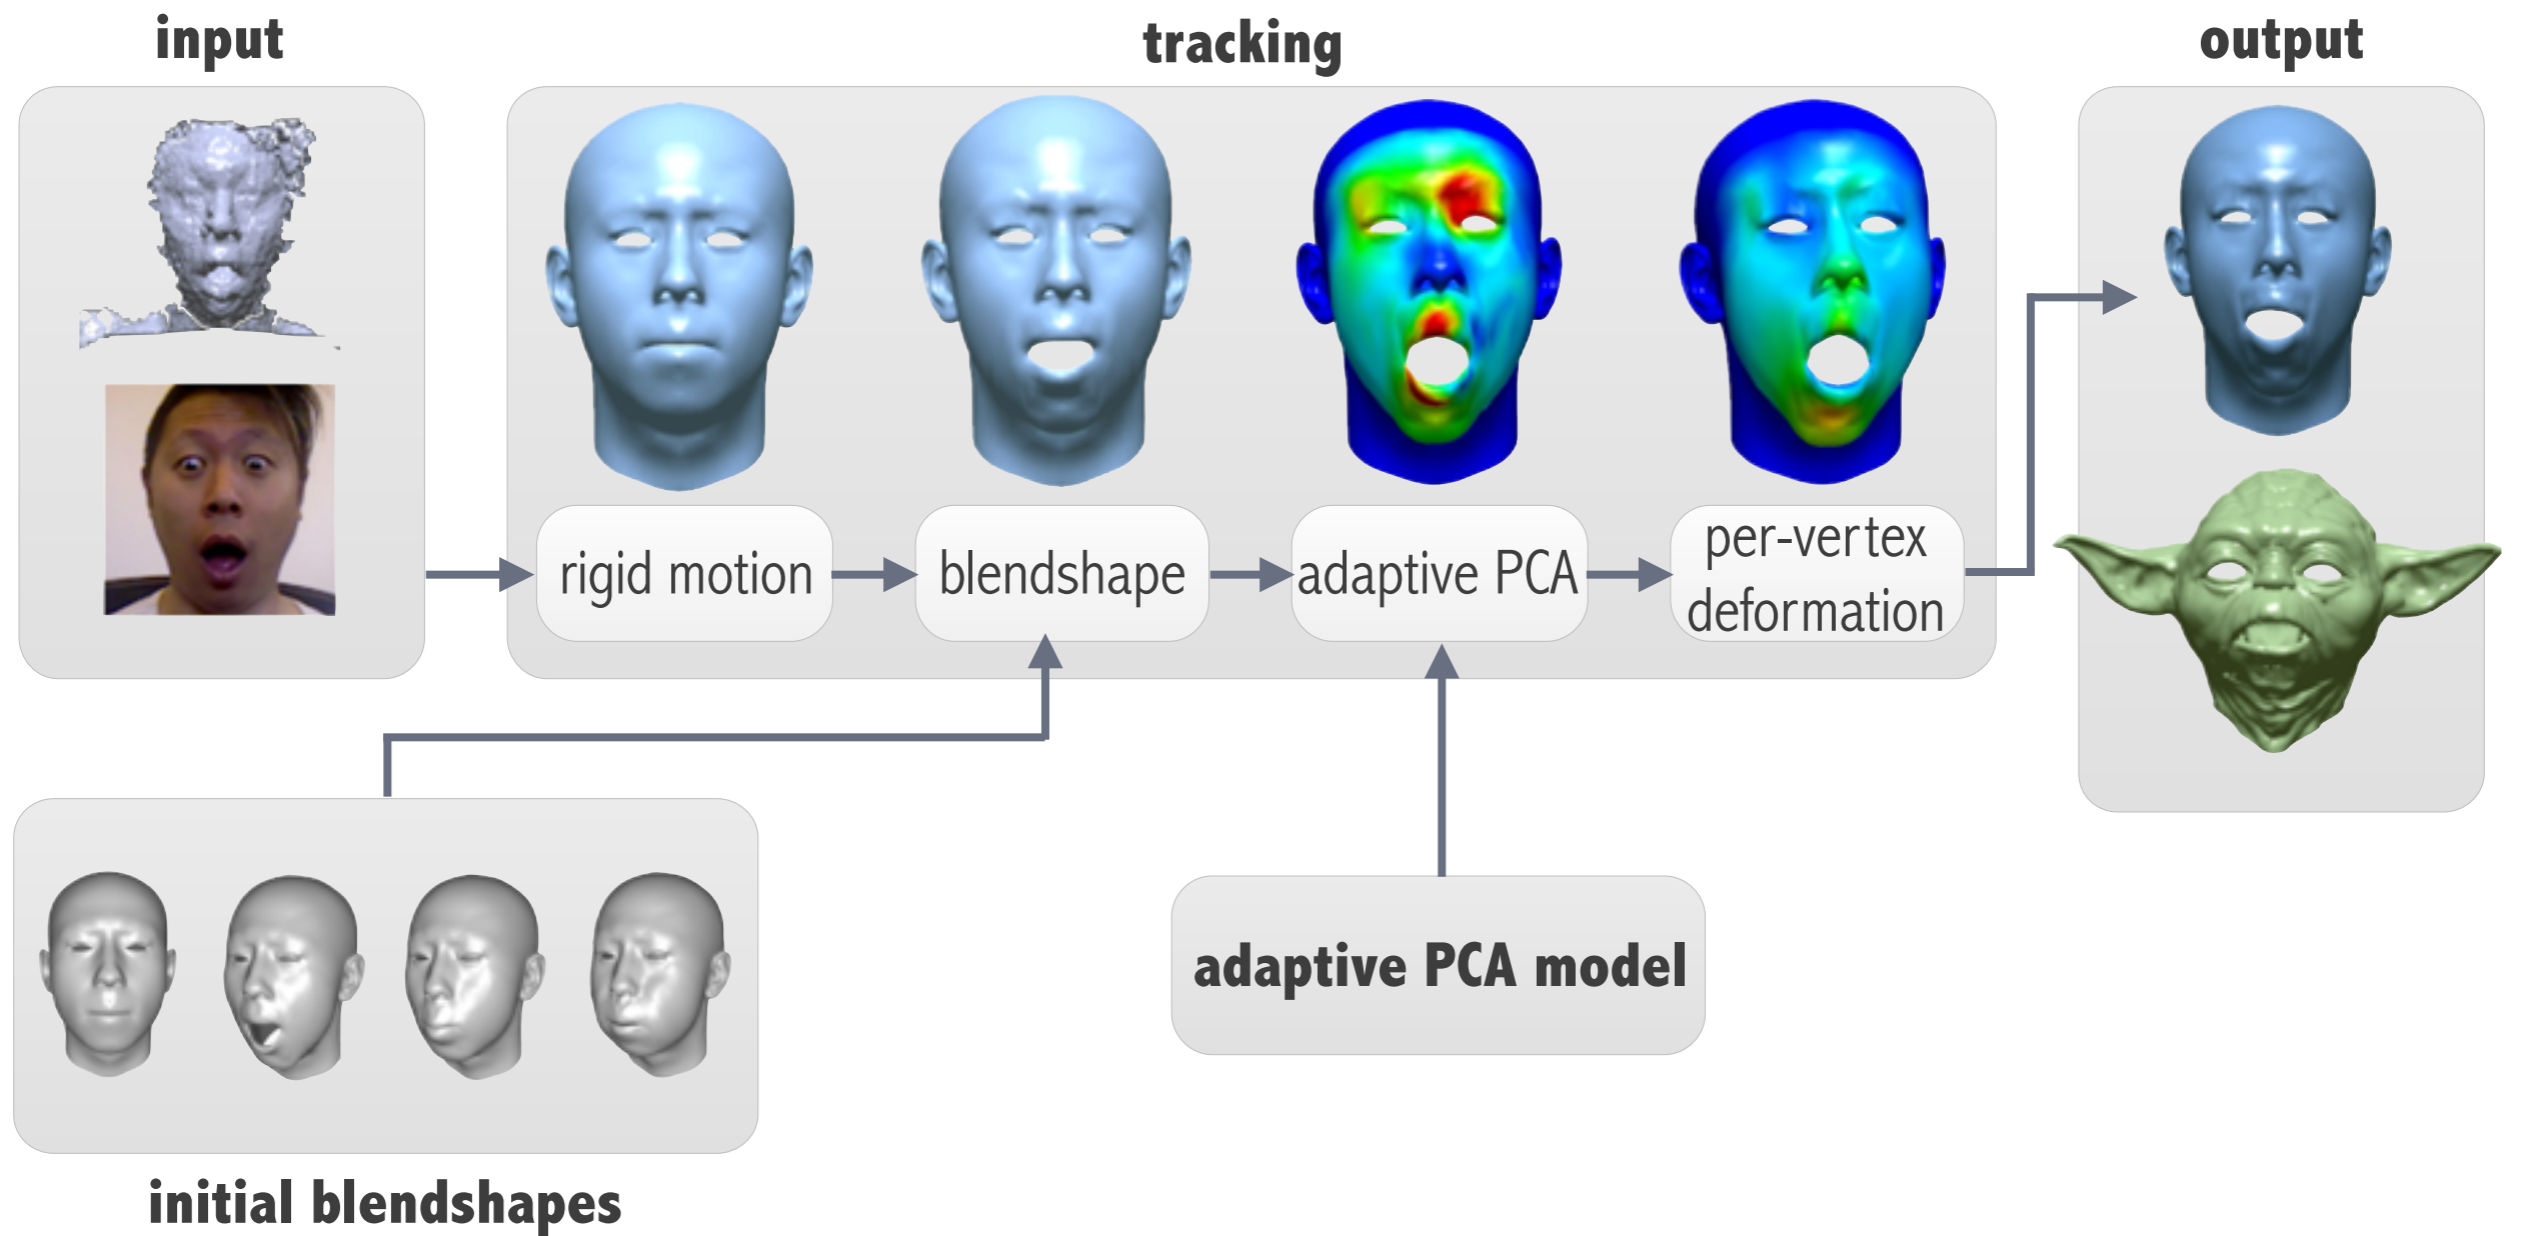 input
tracking
output
rigid motion
blendshape
adaptive PCA
per-vertex
deformation
adaptive PCA model
initial blendshapes